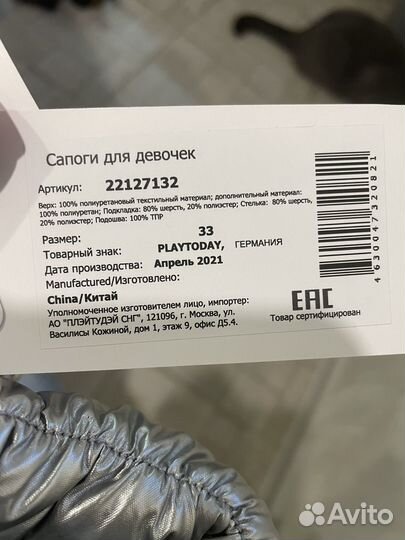 Сапоги для девочек
Артикул: 22127132
Верх: 100% полиуретановый текстильный материал; дополнительный материал:
100% полиуретан; Подкладка: 80% шерсть, 20% полиэстер; Стелька: 80% шерсть,
20% полиэстер; Подошва: 100% ТПР
Размер: 33
Товарный знак: PLAYTODAY, ГЕРМАНИЯ
Дата производства: Апрель 2021
Manufactured/Изготовлено:
China/Китай
Уполномоченное изготовителем лицо, импортер:
АО "ПЛЭЙТУДЭЙ СНГ", 121096, г. Москва, ул.
Василисы Кожиной, дом 1, этаж 9, офис Д5.4.
4630047320821
EAC
Товар сертифицирован
Avito